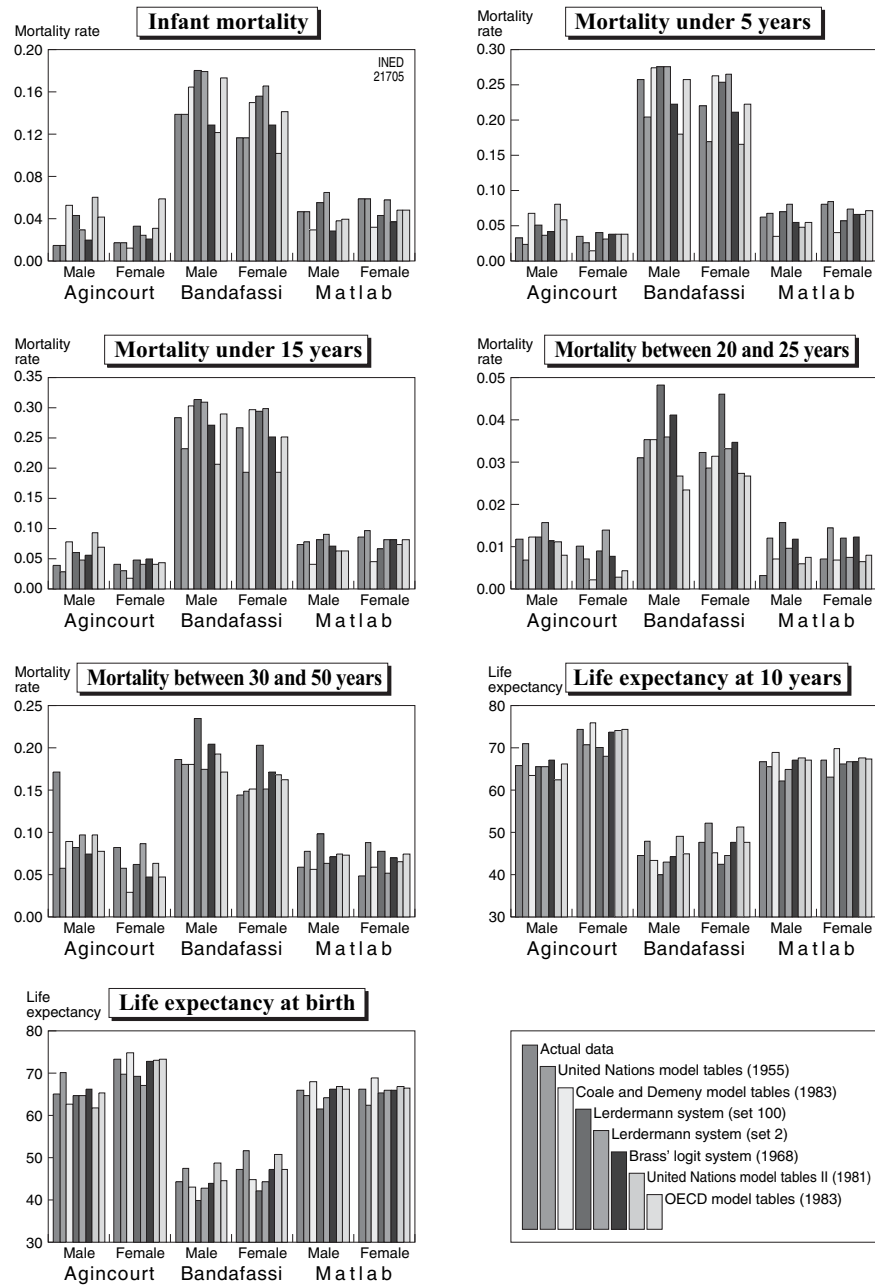 Infant mortality
Mortality rate
INED
21705
0.20
0.16
0.12
0.08
0.04
0.00
Male Female Male Female Male Female
Agincourt Bandafassi Matlab
Mortality under 5 years
Mortality rate
0.30
0.25
0.20
0.15
0.10
0.05
0.00
Male Female Male Female Male Female
Agincourt Bandafassi Matlab
Mortality under 15 years
Mortality
rate
0.35
0.30
0.25
0.20
0.15
0.10
0.05
0.00
Male Female Male Female Male Female
Agincourt Bandafassi Matlab
Mortality between 20 and 25 years
Mortality
rate
0.05
0.04
0.03
0.02
0.01
0.00
Male Female Male Female Male Female
Agincourt Bandafassi Matlab
Mortality between 30 and 50 years
Mortality
rate
0.25
0.20
0.15
0.10
0.05
0.00
Male Female Male Female Male Female
Agincourt Bandafassi Matlab
Life expectancy at 10 years
Life
expectancy
80
70
60
50
40
30
Male Female Male Female Male Female
Agincourt Bandafassi Matlab
Life expectancy at birth
Life
expectancy
80
70
60
50
40
30
Male Female Male Female Male Female
Agincourt Bandafassi Matlab
Actual data
United Nations model tables (1955)
Coale and Demeny model tables (1983)
Lerdermann system (set 100)
Lerdermann system (set 2)
Brass' logit system (1968)
United Nations model tables II (1981)
OECD model tables (1983)